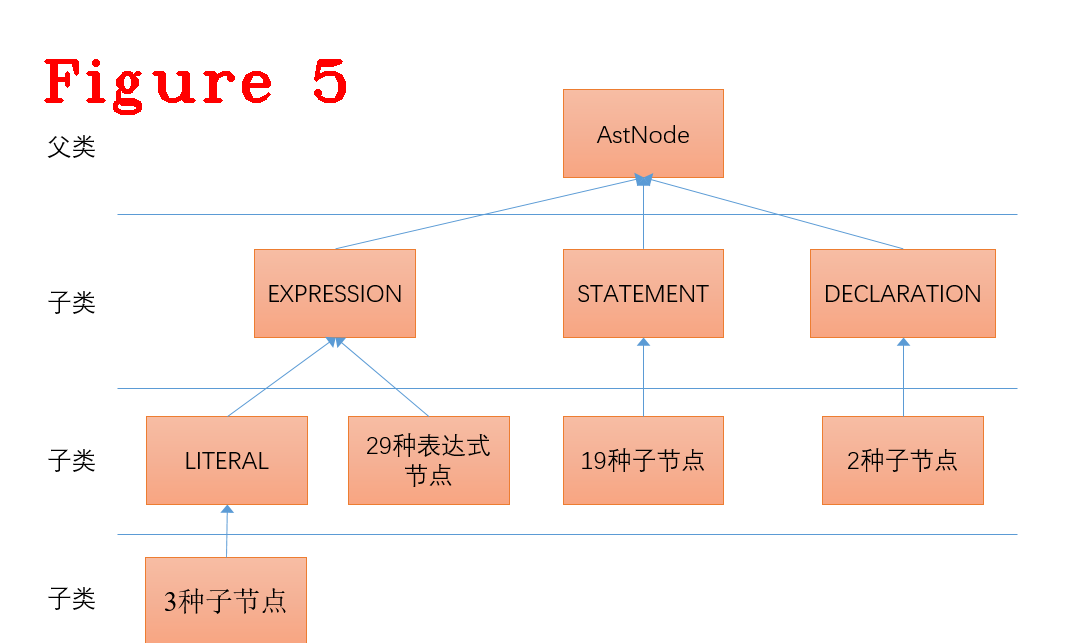 Figure 5
父类
AstNode
子类
EXPRESSION
STATEMENT
DECLARATION
子类
LITERAL
29种表达式
节点
19种子节点
2种子节点
子类
3种子节点